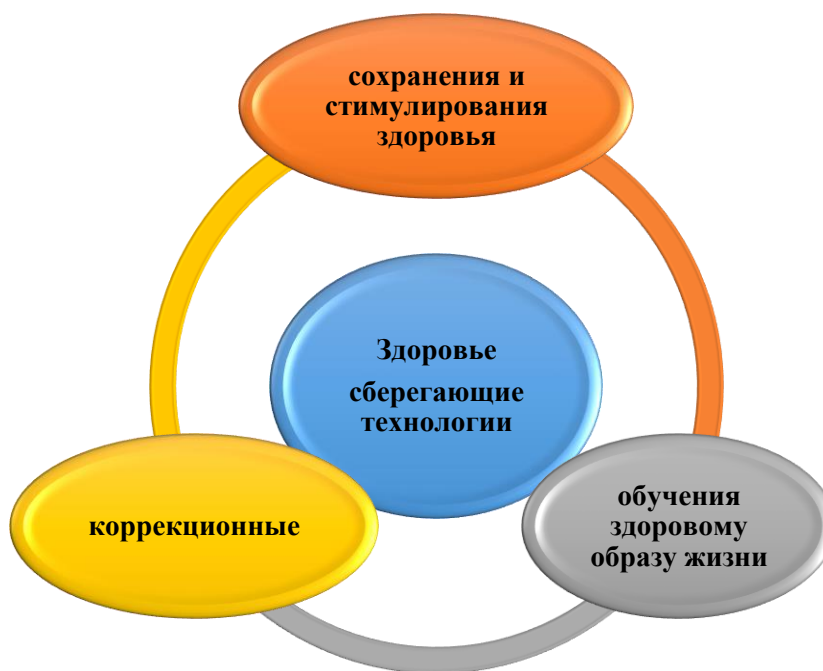 сохранения и
стимулирования
здоровья
Здоровье
сберегающие
технологии
коррекционные
обучения
здоровому
образу жизни